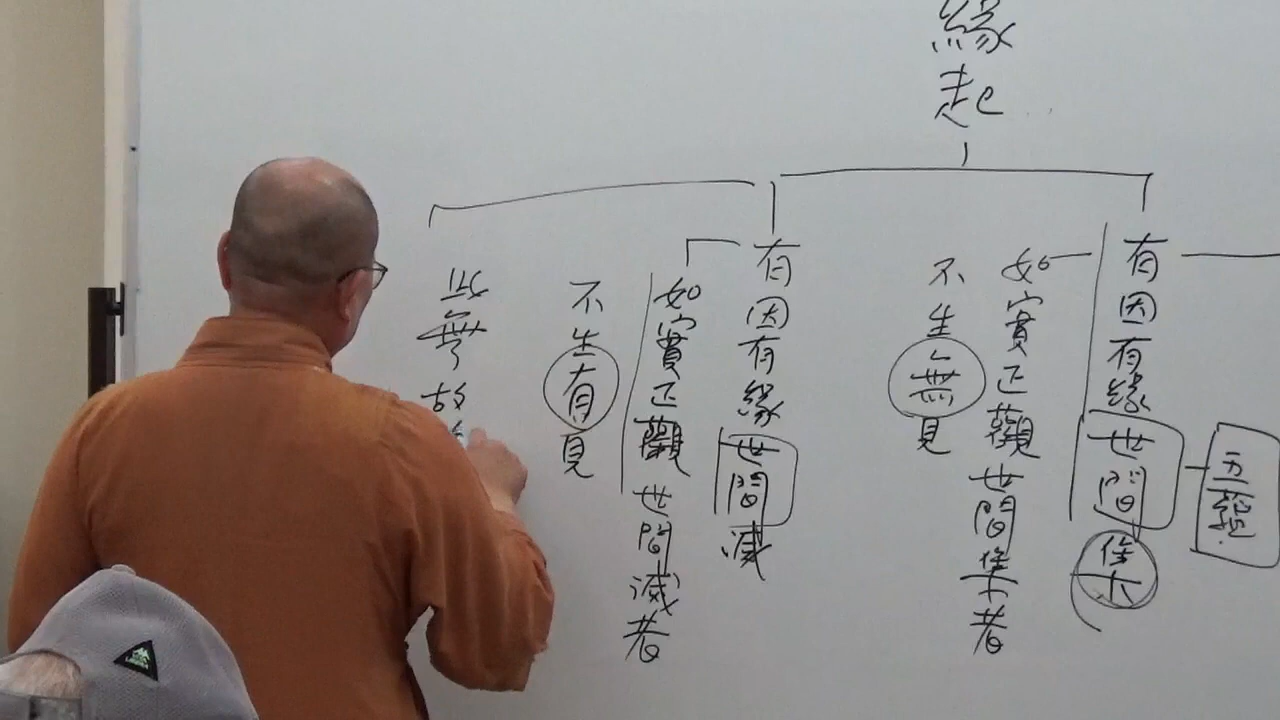 緣起
有因有緣世間集
五蘊
如實正觀世間集者
不生無見
有因有緣世間滅
如實正觀世間滅者
不生有見
此無故